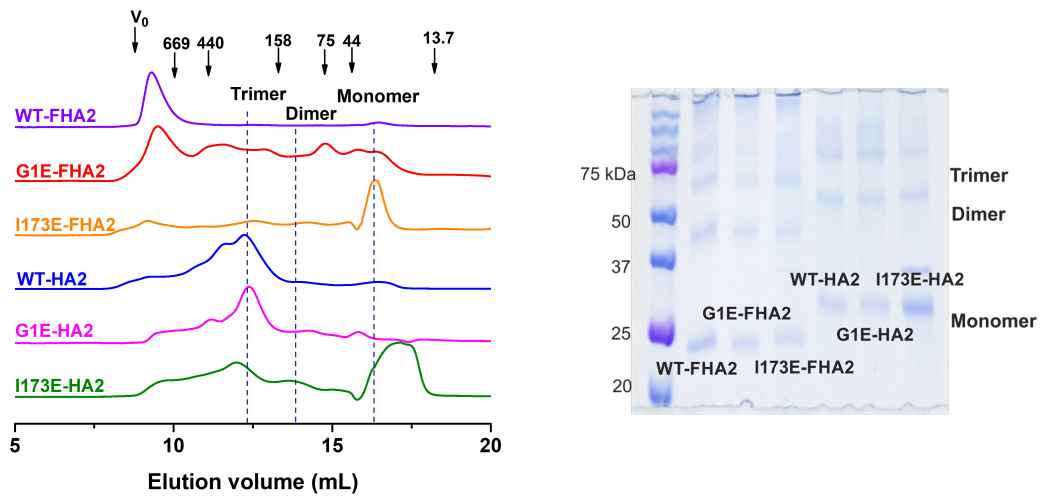 V0
669 440 158 75 44 13.7
Trimer
Dimer
Monomer
WT-FHA2
G1E-FHA2
I173E-FHA2
WT-HA2
G1E-HA2
I173E-HA2
5 10 15 20
Elution volume (mL)
75 kDa
50
37
25
20
Trimer
Dimer
Monomer
WT-HA2 I173E-HA2
G1E-FHA2
G1E-HA2
WT-FHA2 I173E-FHA2